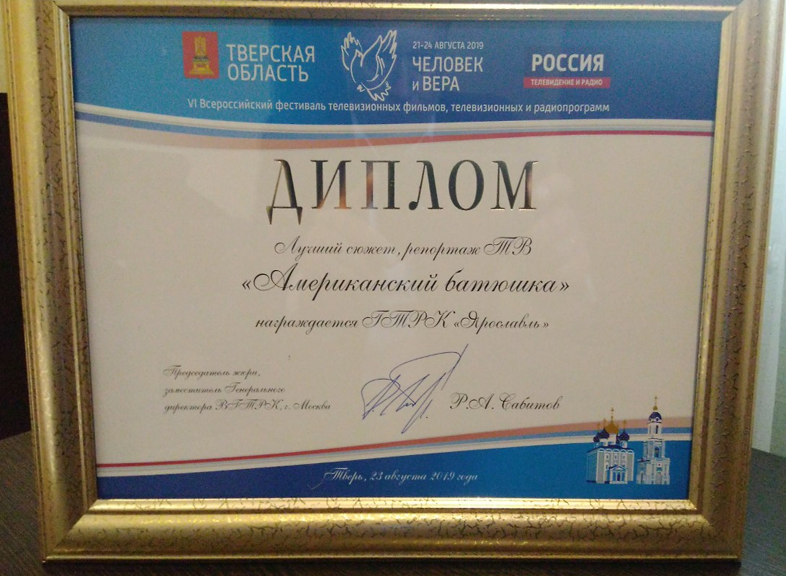 ТВЕРСКАЯ
ОБЛАСТЬ
21-24 АВГУСТА 2019
ЧЕЛОВЕК
и ВЕРА
РОССИЯ
ТЕЛЕВИДЕНИЕ И РАДИО
VI Всероссийский фестиваль телевизионных фильмов, телевизионных и радиопрограмм
ДИПЛОМ
Лучший сюжет, репортаж ТВ
«Американский батюшка»
награждается ГТРК «Ярославль»
Председатель жюри,
заместитель Генерального
директора ВГТРК, г. Москва
Р.А. Сабитов
Тверь, 23 августа 2019 года